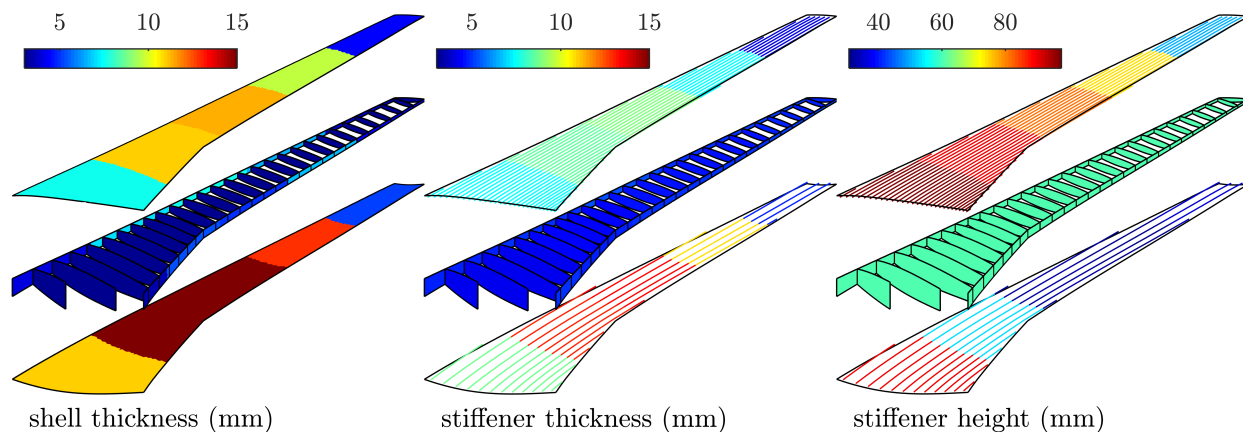 5 10 15 5 10 15 40 60 80
shell thickness (mm) stiffener thickness (mm) stiffener height (mm)